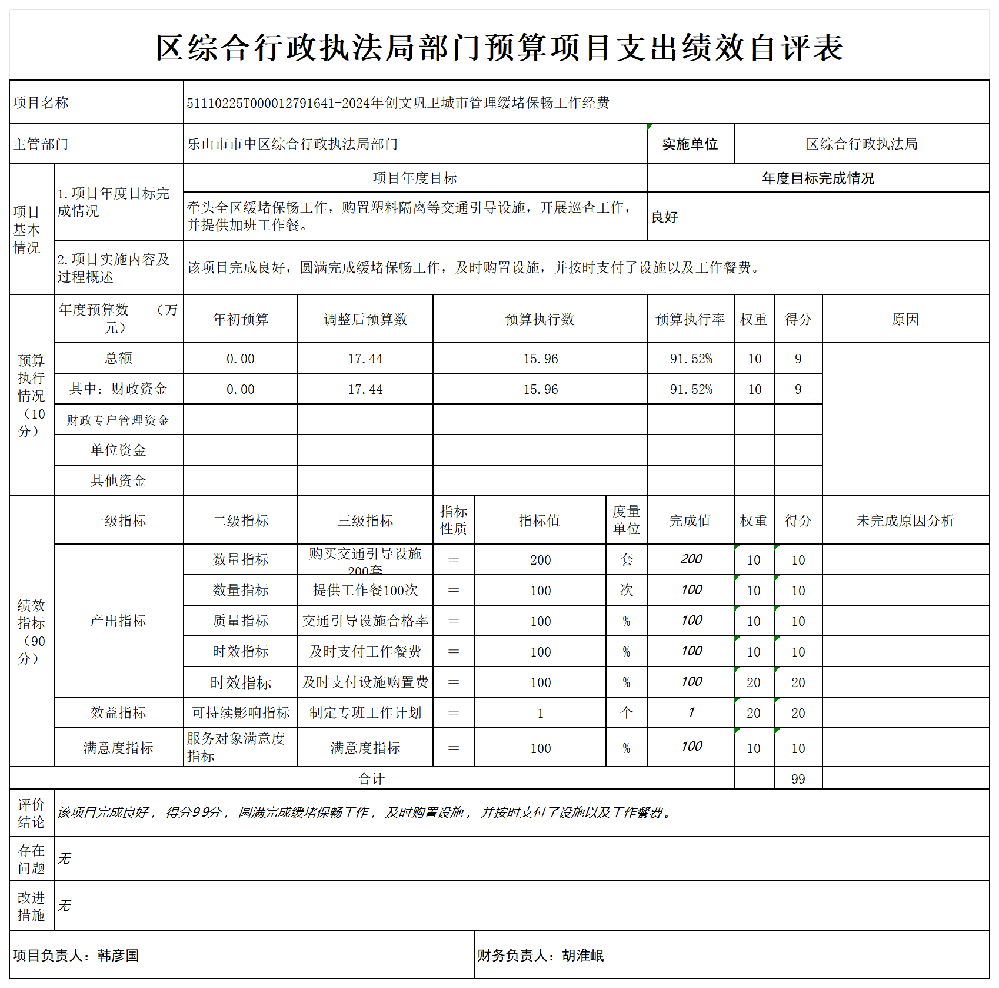 区综合行政执法局部门预算项目支出绩效自评表
项目名称 51110225T000012791641-2024年创文巩卫城市管理缓堵保畅工作经费
主管部门 乐山市市中区综合行政执法局部门 实施单位 区综合行政执法局
项目
基本
情况
1.项目年度目标完
成情况
项目年度目标 年度目标完成情况
牵头全区缓堵保畅工作，购置塑料隔离等交通引导设施，开展巡查工作，
并提供加班工作餐。
良好
2.项目实施内容及
过程概述
该项目完成良好，圆满完成缓堵保畅工作，及时购置设施，并按时支付了设施以及工作餐费。
预算
执行
情况
（10
分）
年度预算数 （万
元）
年初预算 调整后预算数 预算执行数 预算执行率 权重 得分 原因
总额 0.00 17.44 15.96 91.52% 10 9
其中：财政资金 0.00 17.44 15.96 91.52% 10 9
财政专户管理资金
单位资金
其他资金
绩效
指标
（90
分）
一级指标 二级指标 三级指标
指标
性质
指标值
度量
单位
完成值 权重 得分 未完成原因分析
产出指标
数量指标
购买交通引导设施
200套
＝ 200 套 200 10 10
数量指标 提供工作餐100次 ＝ 100 次 100 10 10
质量指标 交通引导设施合格率 ＝ 100 % 100 10 10
时效指标 及时支付工作餐费 ＝ 100 % 100 10 10
时效指标 及时支付设施购置费 ＝ 100 % 100 20 20
效益指标 可持续影响指标 制定专班工作计划 ＝ 1 个 1 20 20
满意度指标
服务对象满意度
指标
满意度指标 ＝ 100 % 100 10 10
合计 99
评价
结论
该项目完成良好，得分99分，圆满完成缓堵保畅工作，及时购置设施，并按时支付了设施以及工作餐费。
存在
问题
无
改进
措施
无
项目负责人：韩彦国 财务负责人：胡淮岷